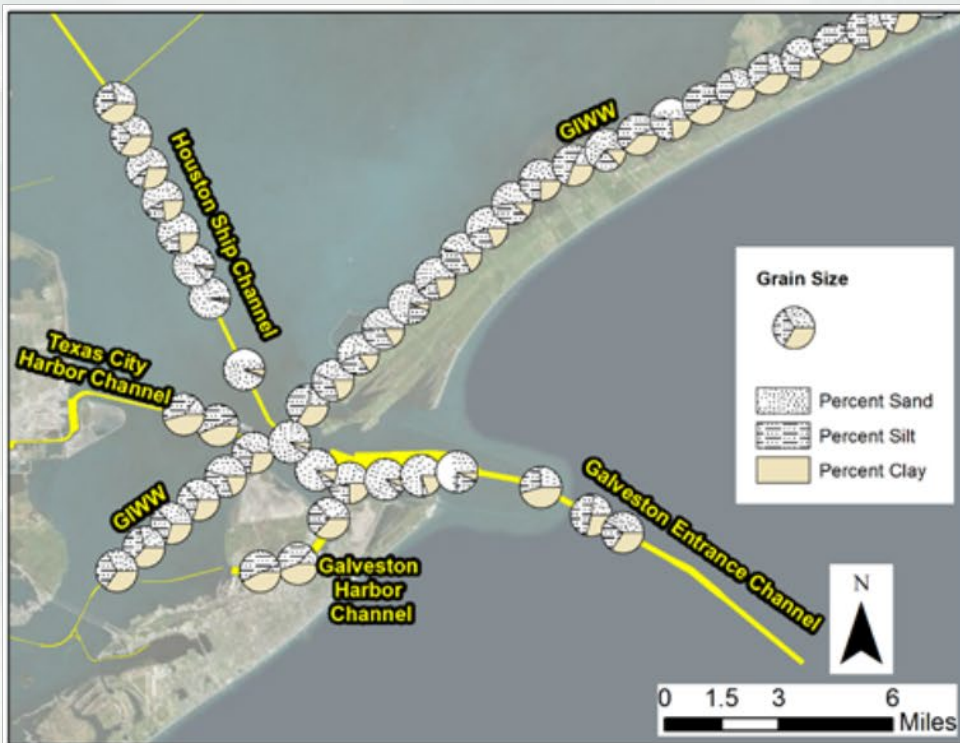 GIWW
Houston Ship Channel
Texas City
Harbor Channel
GIWW
Galveston
Harbor
Channel
Galveston Entrance Channel
Grain Size
Percent Sand
Percent Silt
Percent Clay
N
0 1.5 3 6
Miles